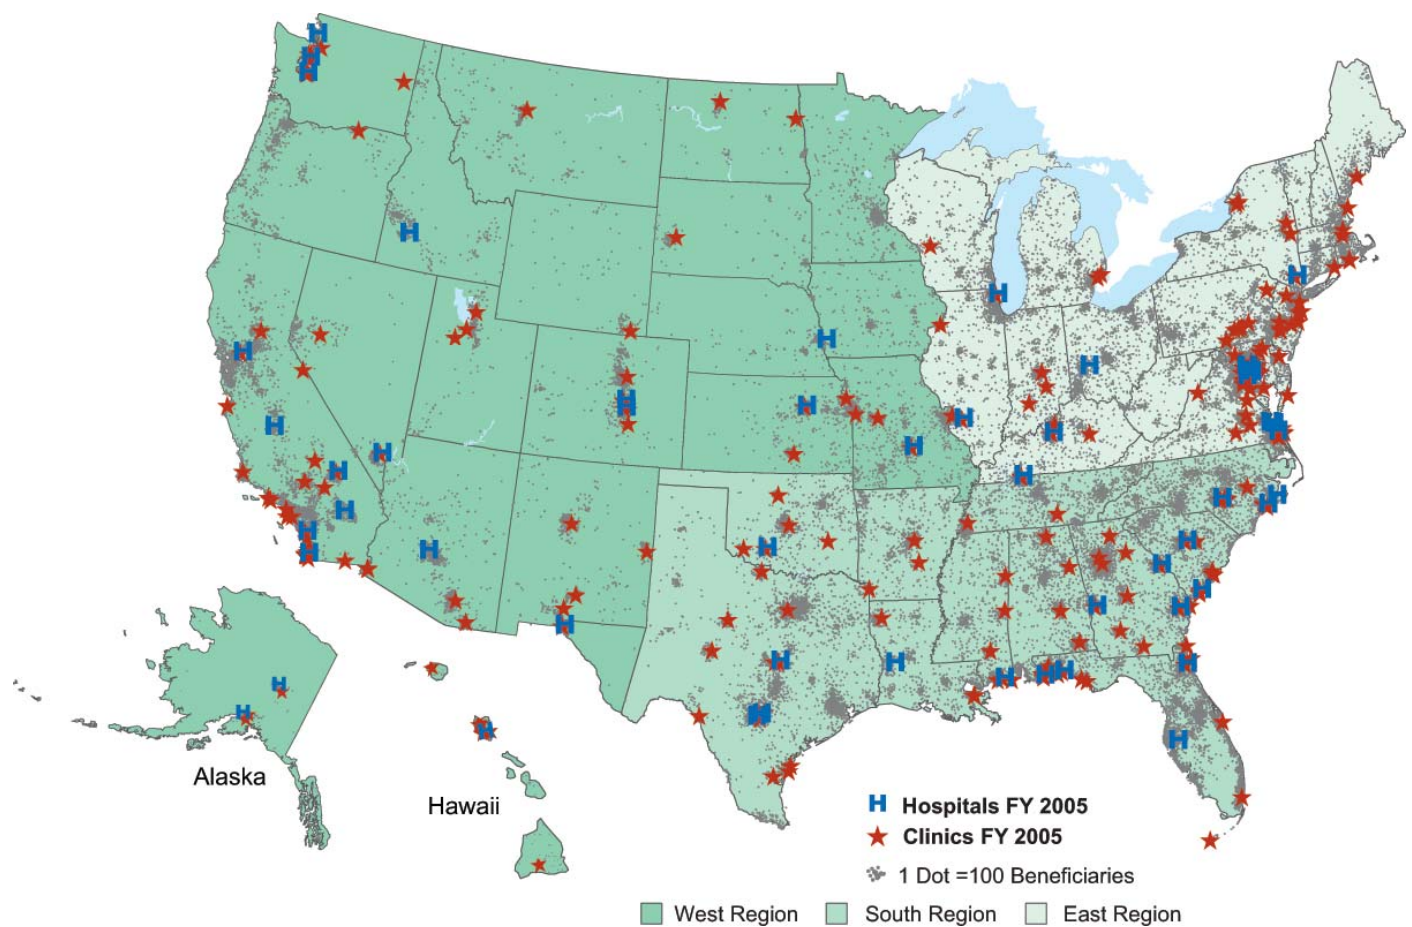 Alaska
Hawaii
H Hospitals FY 2005
Clinics FY 2005
1 Dot =100 Beneficiaries
West Region
South Region
East Region